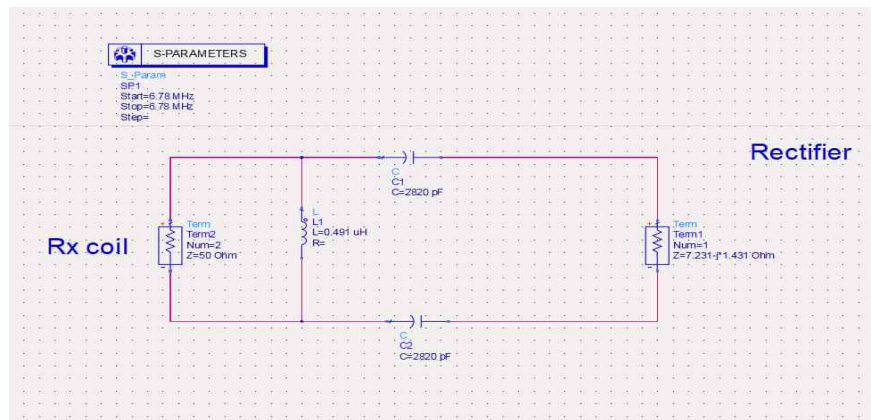 S-PARAMETERS
S_Param
SP1
Start=6.78 MHz
Stop=6.78 MHz
Step=
Rectifier
C
C1
C=2820 pF
L
L1
L=0.491 uH
R=
Rx coil
Term
Term2
Num=2
Z=50 Ohm
Term
Term1
Num=1
Z=7.231-j*1.431 Ohm
C
C2
C=2820 pF